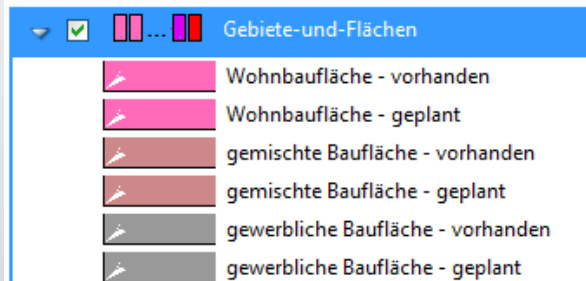 Gebiete-und-Flächen
Wohnbaufläche - vorhanden
Wohnbaufläche - geplant
gemischte Baufläche - vorhanden
gemischte Baufläche - geplant
gewerbliche Baufläche - vorhanden
gewerbliche Baufläche - geplant